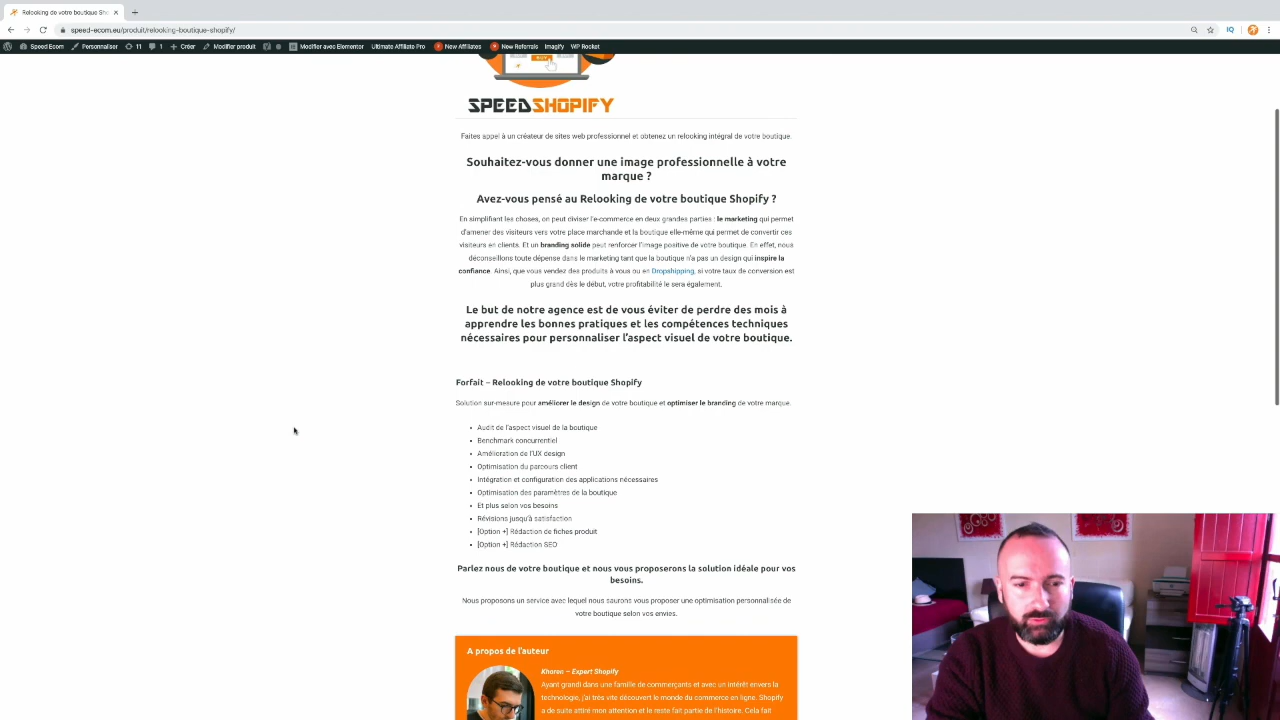 Relooking de votre boutique Sho
speed-ecom.eu/produit/relooking-boutique-shopify/
IQ
Speed Ecom Personnaliser 11 1 Créer Modifier produit Modifier avec Elementor Ultimate Affiliate Pro 0 New Affiliates 0 New Referrals Imagify WP Rocket
BUY
SPEEDSHOPIFY
Faites appel à un créateur de sites web professionnel et obtenez un relooking intégral de votre boutique.
Souhaitez-vous donner une image professionnelle à votre
marque ?
Avez-vous pensé au Relooking de votre boutique Shopify ?
En simplifiant les choses, on peut diviser l'e-commerce en deux grandes parties : le marketing qui permet
d'amener des visiteurs vers votre place marchande et la boutique elle-même qui permet de convertir ces
visiteurs en clients. Et un branding solide peut renforcer l'image positive de votre boutique. En effet, nous
déconseillons toute dépense dans le marketing tant que la boutique n'a pas un design qui inspire la
confiance. Ainsi, que vous vendez des produits à vous ou en Dropshipping, si votre taux de conversion est
plus grand dès le début, votre profitabilité le sera également.
Le but de notre agence est de vous éviter de perdre des mois à
apprendre les bonnes pratiques et les compétences techniques
nécessaires pour personnaliser l'aspect visuel de votre boutique.
Forfait – Relooking de votre boutique Shopify
Solution sur-mesure pour améliorer le design de votre boutique et optimiser le branding de votre marque.
• Audit de l'aspect visuel de la boutique
• Benchmark concurrentiel
• Amélioration de l'UX design
• Optimisation du parcours client
• Intégration et configuration des applications nécessaires
• Optimisation des paramètres de la boutique
• Et plus selon vos besoins
• Révisions jusqu'à satisfaction
• [Option +] Rédaction de fiches produit
• [Option +] Rédaction SEO
Parlez nous de votre boutique et nous vous proposerons la solution idéale pour vos
besoins.
Nous proposons un service avec lequel nous saurons vous proposer une optimisation personnalisée de
votre boutique selon vos envies.
A propos de l'auteur
Khoren – Expert Shopify
Ayant grandi dans une famille de commerçants et avec un intérêt envers la
technologie, j'ai très vite découvert le monde du commerce en ligne. Shopify
a de suite attiré mon attention et le reste fait partie de l'histoire. Cela fait